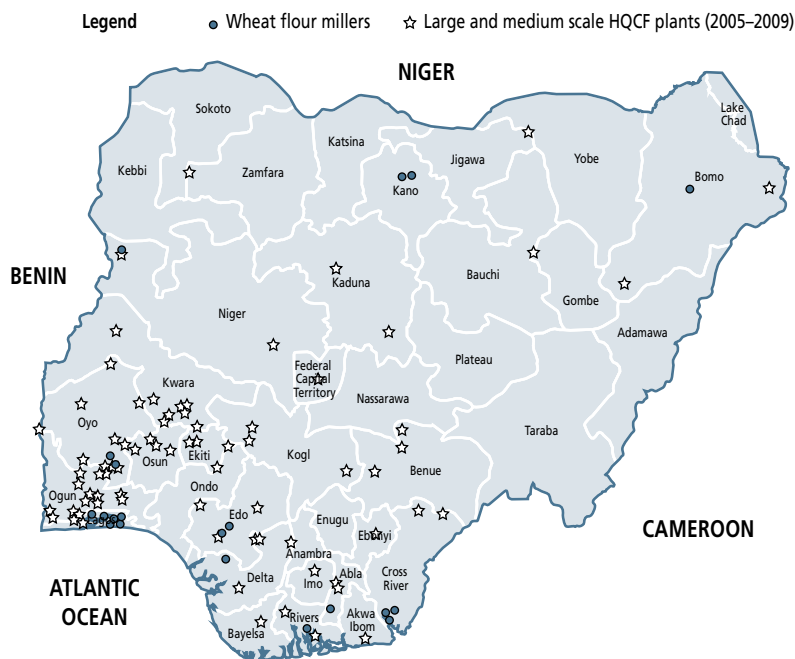 Legend
Wheat flour millers
Large and medium scale HQCF plants (2005–2009)
NIGER
Sokoto
Lake
Chad
Katsina
Jigawa
Yobe
Kebbi
Zamfara
Bomo
Kano
BENIN
Kaduna
Bauchi
Niger
Gombe
Adamawa
Federal
Capital
Territory
Plateau
Kwara
Nassarawa
Oyo
Taraba
Osun
Ekiti
Kogl
Benue
Ondo
Ogun
Lagos
Edo
Enugu
Ebonyi
CAMEROON
Anambra
ATLANTIC
OCEAN
Delta
Imo
Abla
Cross
River
Rivers
Akwa
Ibom
Bayelsa